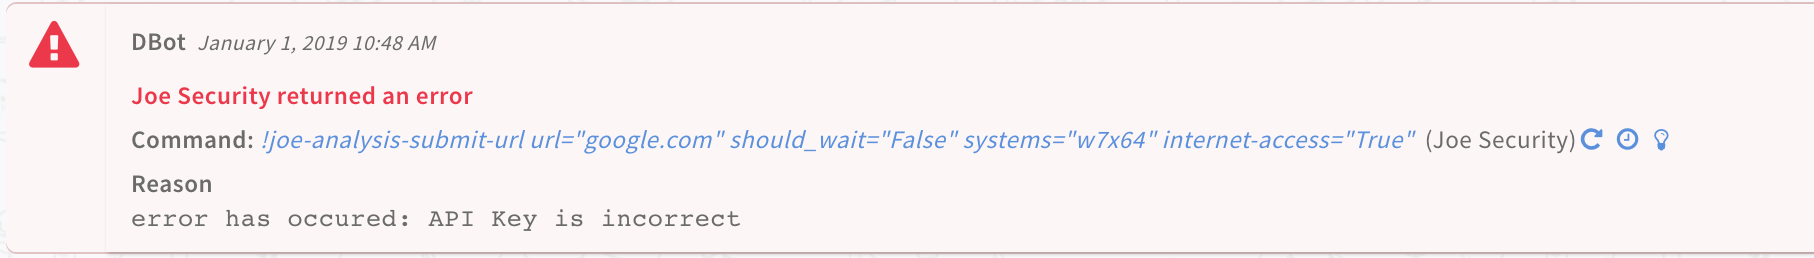 DBot January 1, 2019 10:48 AM
Joe Security returned an error
Command: !joe-analysis-submit-url url="google.com" should_wait="False" systems="w7x64" internet-access="True" (Joe Security)
Reason
error has occured: API Key is incorrect